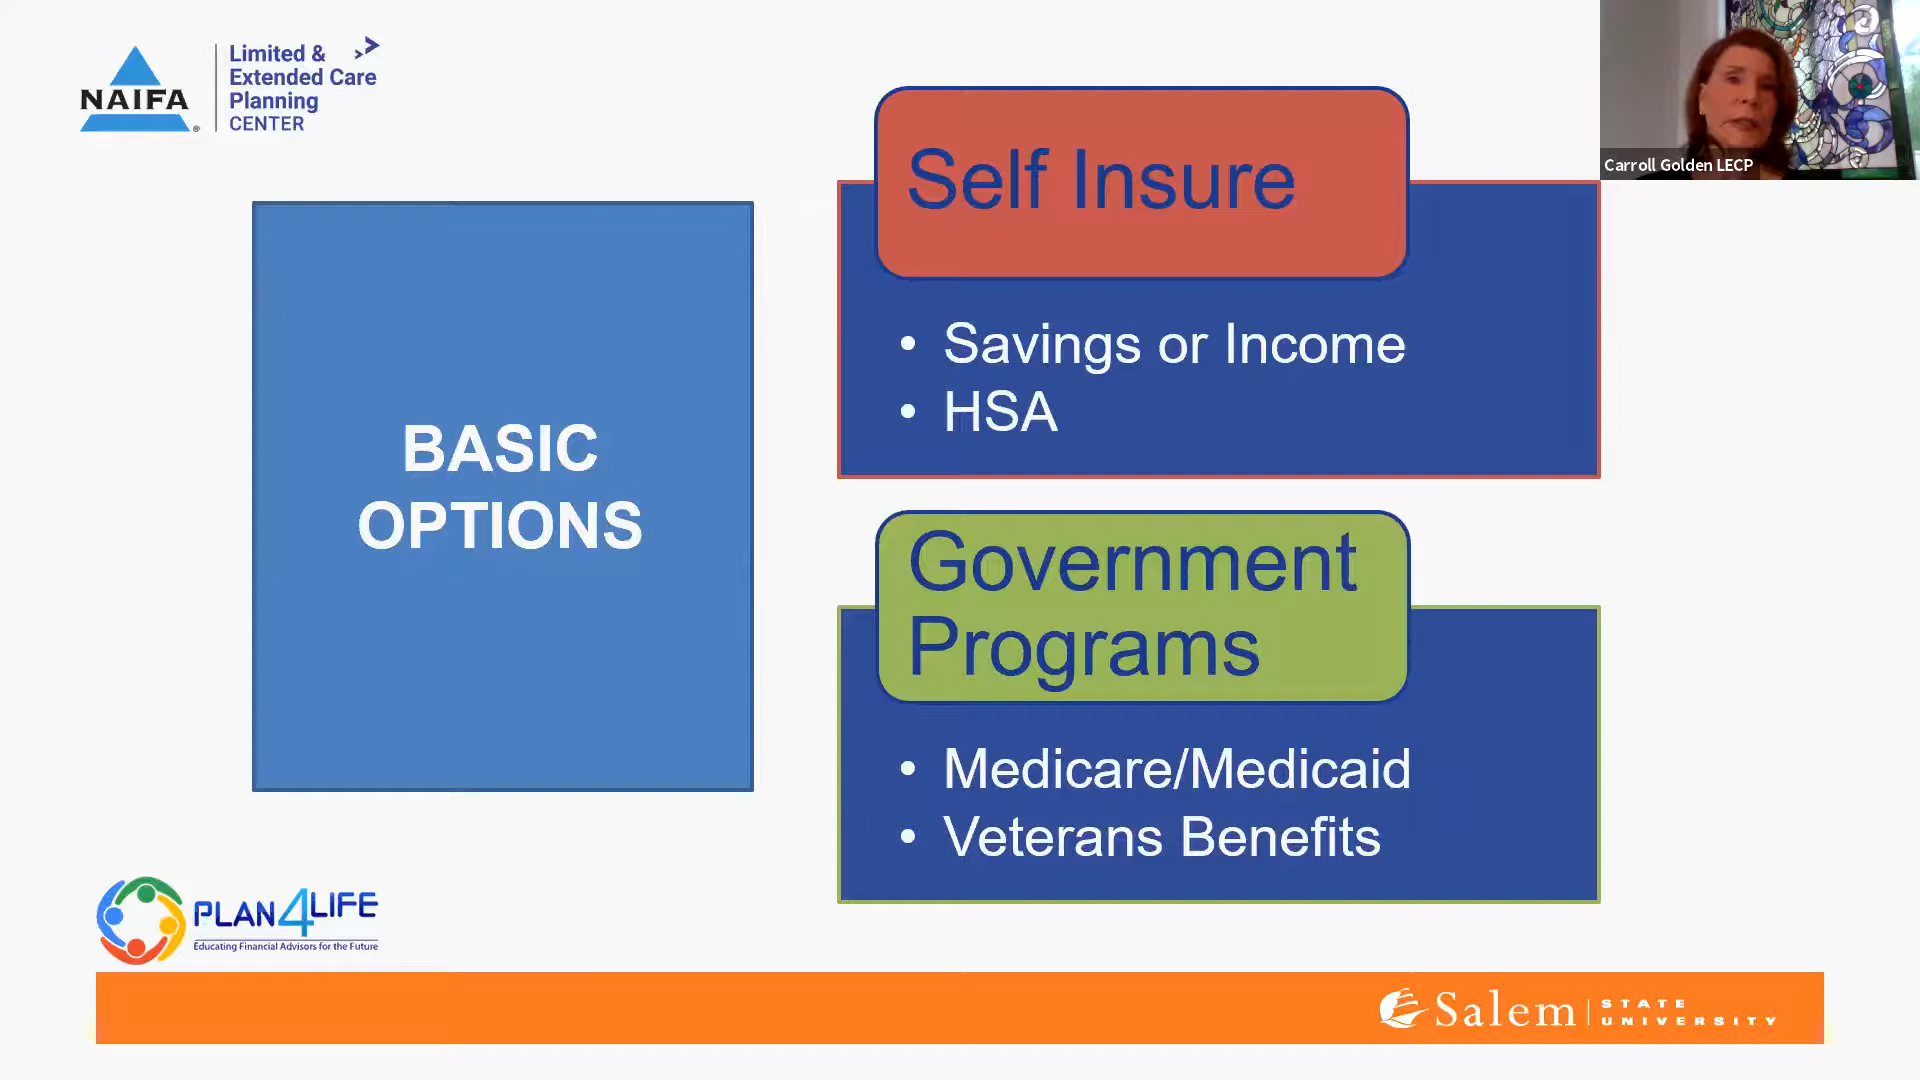 NAIFA®
Limited &
Extended Care
Planning
CENTER
Carroll Golden LECP
BASIC
OPTIONS
Self Insure
• Savings or Income
• HSA
Government
Programs
• Medicare/Medicaid
• Veterans Benefits
PLAN4LIFE
Educating Financial Advisors for the Future
Salem
STATE
UNIVERSITY